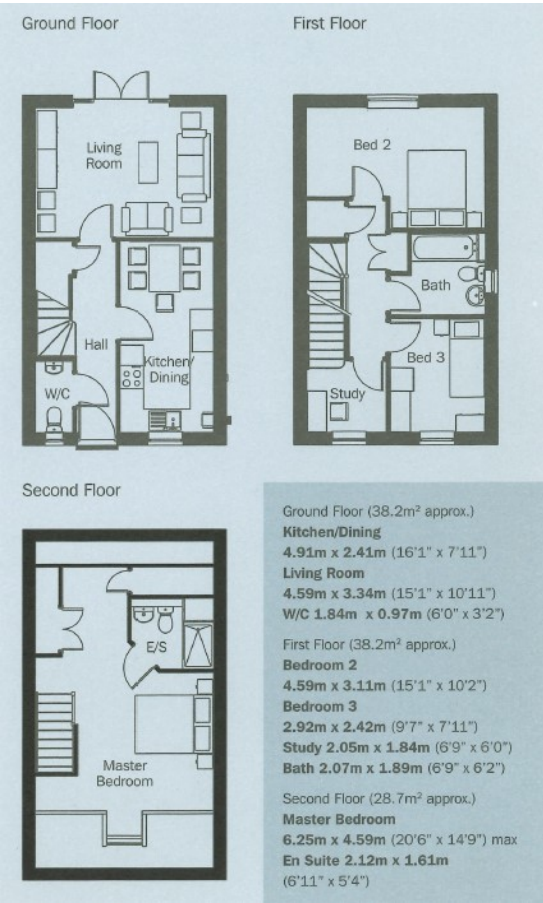 Ground Floor
First Floor
Living
Room
Hall
Kitchen/
Dining
W/C
Bed 2
Bath
Bed 3
Study
Second Floor
E/S
Master
Bedroom
Ground Floor (38.2m² approx.)
Kitchen/Dining
4.91m x 2.41m (16'1" x 7'11")
Living Room
4.59m x 3.34m (15'1" x 10'11")
W/C 1.84m x 0.97m (6'0" x 3'2")
First Floor (38.2m² approx.)
Bedroom 2
4.59m x 3.11m (15'1" x 10'2")
Bedroom 3
2.92m x 2.42m (9'7" x 7'11")
Study 2.05m x 1.84m (6'9" x 6'0")
Bath 2.07m x 1.89m (6'9" x 6'2")
Second Floor (28.7m² approx.)
Master Bedroom
6.25m x 4.59m (20'6" x 14'9") max
En Suite 2.12m x 1.61m
(6'11" x 5'4")